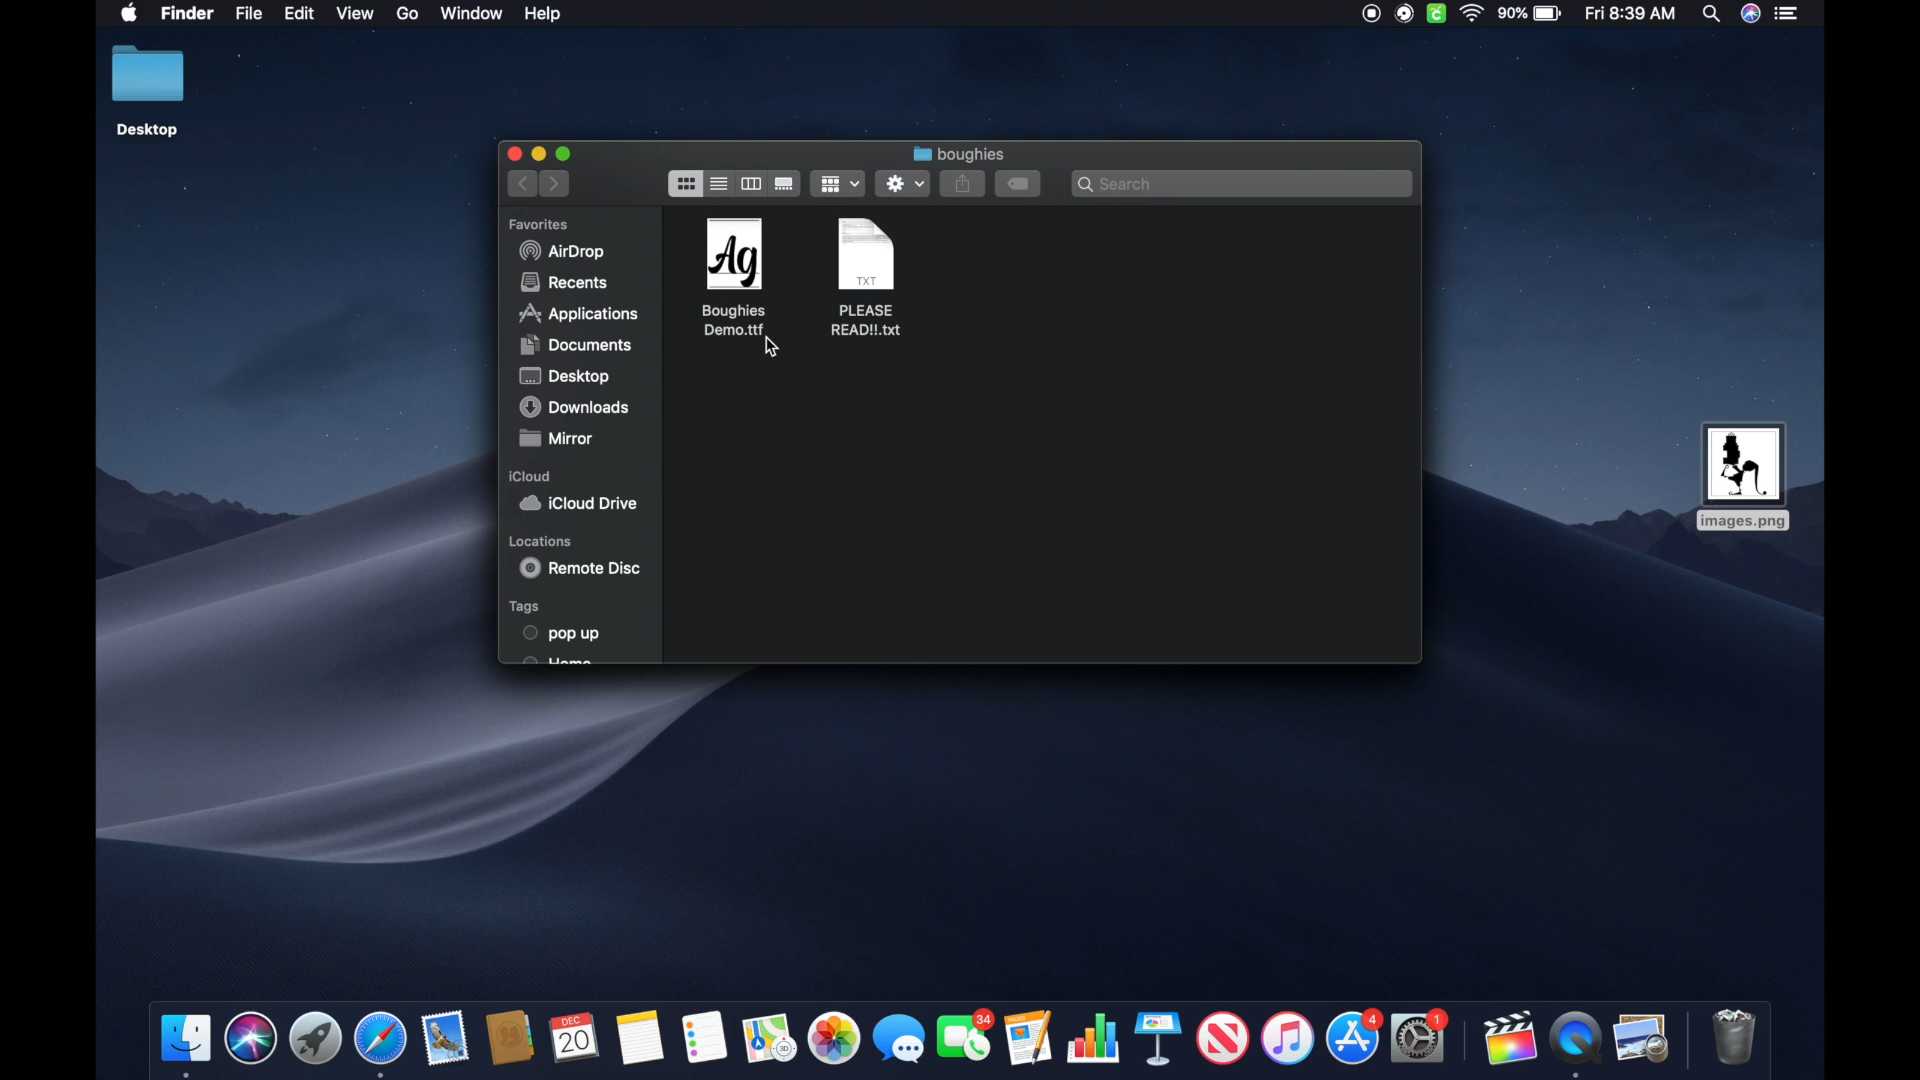 Finder File Edit View Go Window Help 90% Fri 8:39 AM
Desktop
boughies
Search
Favorites
AirDrop
Recents
Applications
Documents
Desktop
Downloads
Mirror
iCloud
iCloud Drive
Locations
Remote Disc
Tags
pop up
Home
Ag
Boughies
Demo.ttf
TXT
PLEASE
READ!!.txt
images.png
DEC
20
3D
34
PAGES
4
1